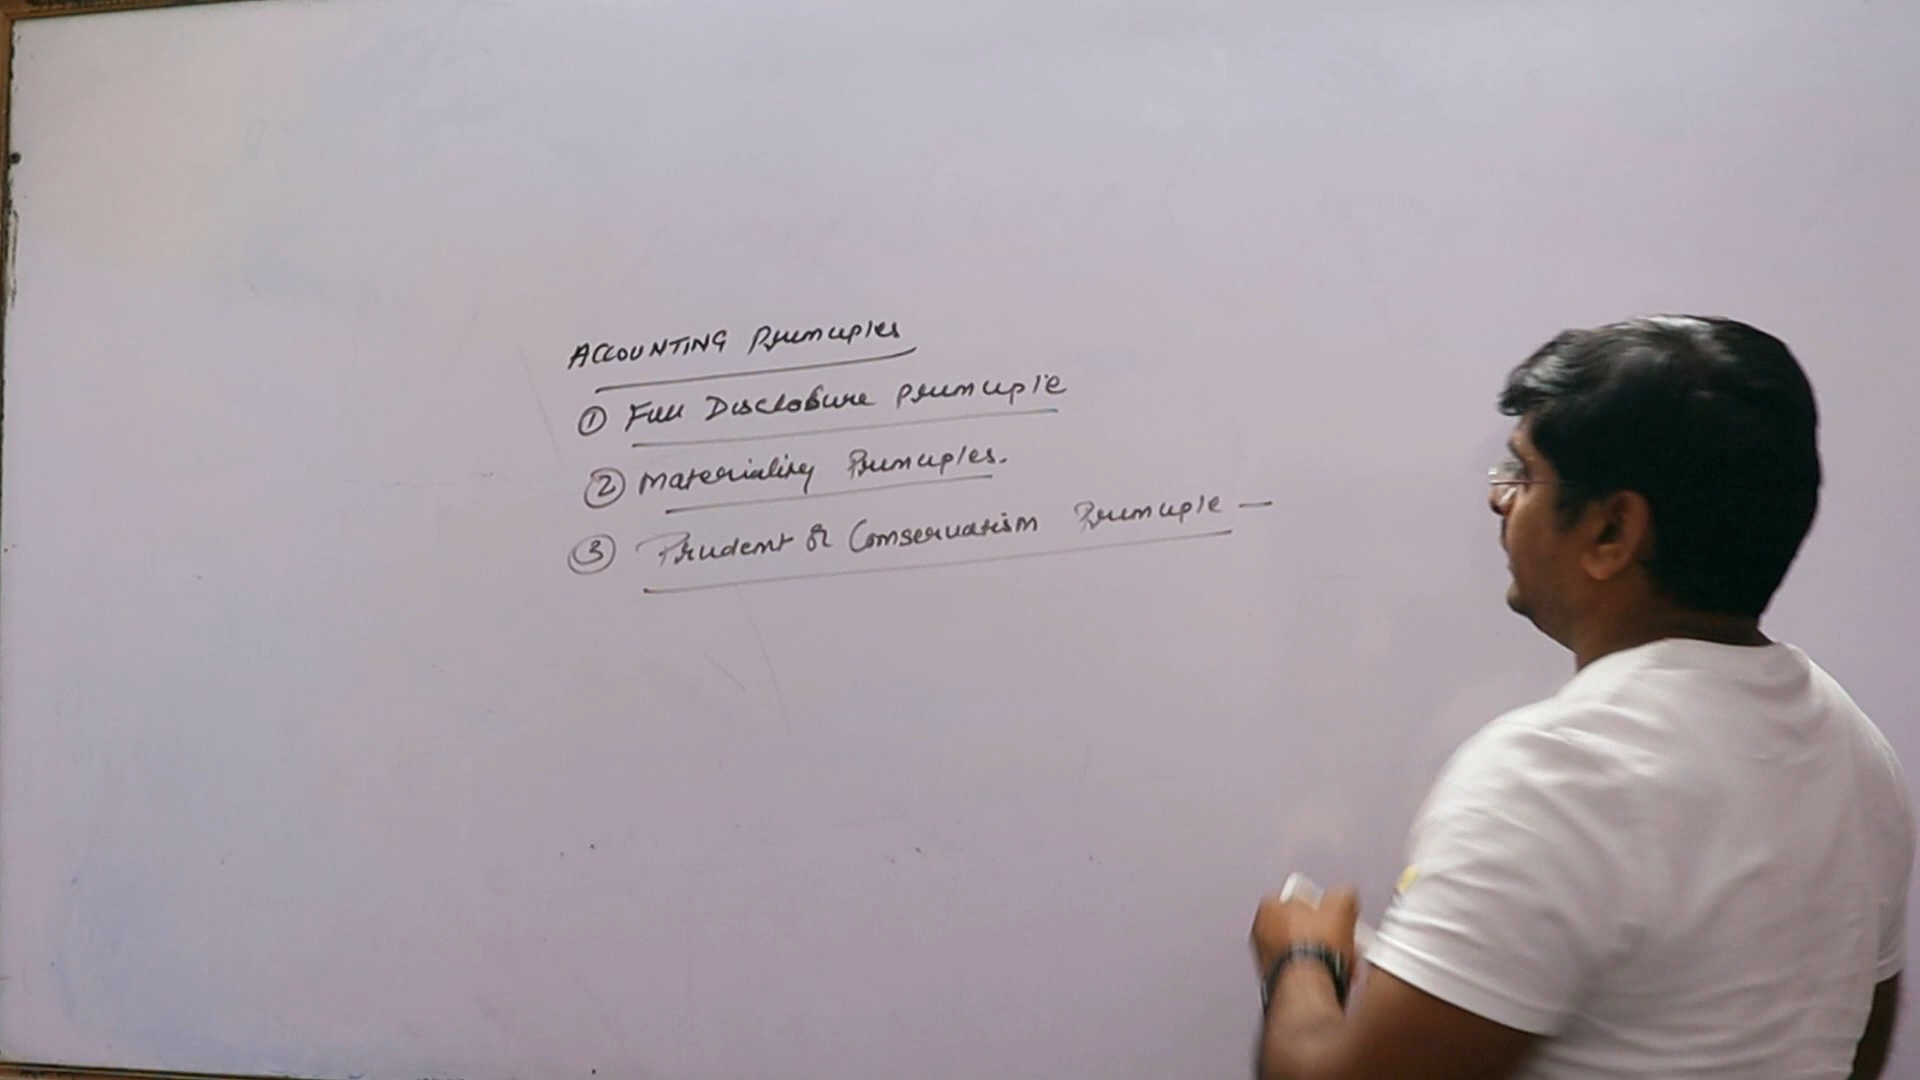 ACCOUNTING Principles
① Full Disclosure principle
② Materiality Principles.
③ Prudent or Conservatism Principle —